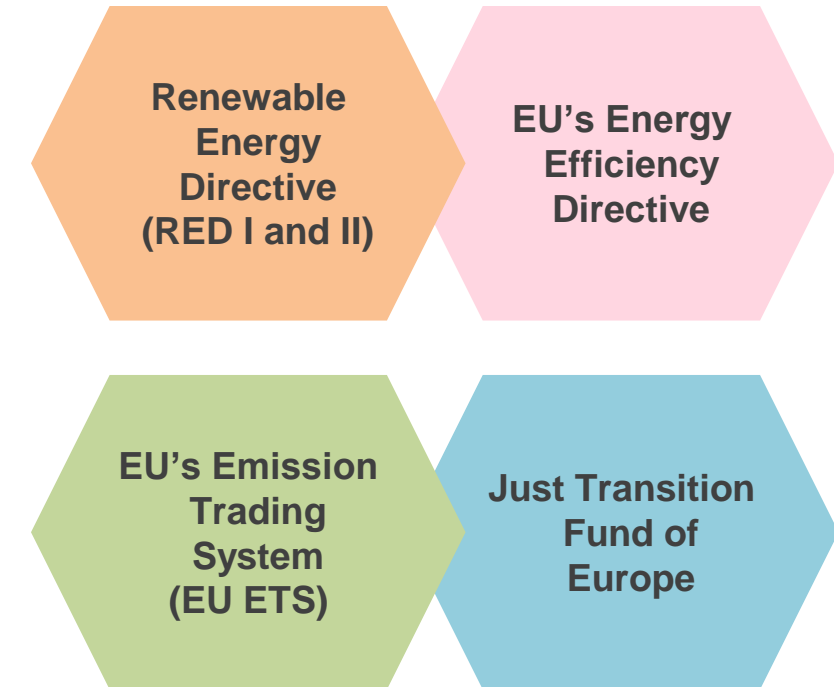 Renewable
Energy
Directive
(RED I and II)
EU’s Energy
Efficiency
Directive
EU’s Emission
Trading
System
(EU ETS)
Just Transition
Fund of
Europe